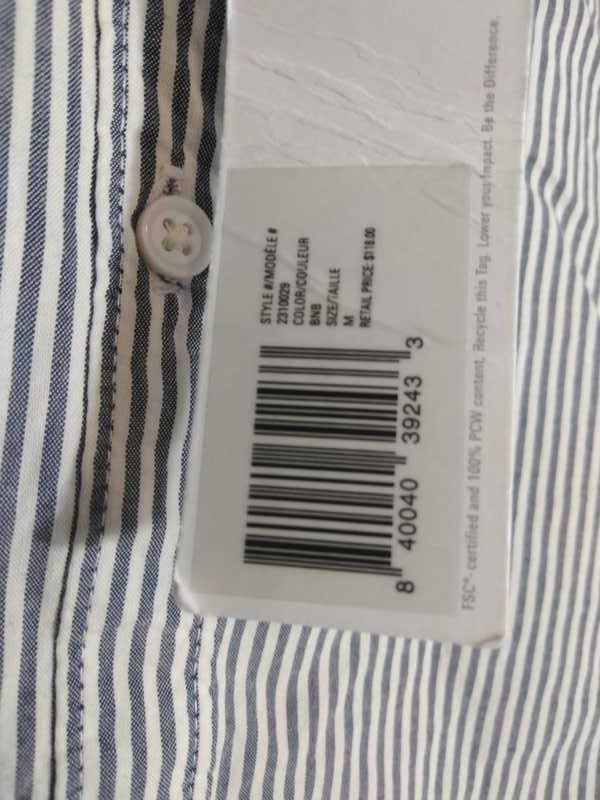 STYLE #/MODÈLE #
2310029
COLOR/COULEUR
BNB
SIZE/TAILLE
M
RETAIL PRICE: $118.00
8 40040 39243 3
FSC®- certified and 100% PCW content. Recycle this Tag. Lower your Impact. Be the Difference.